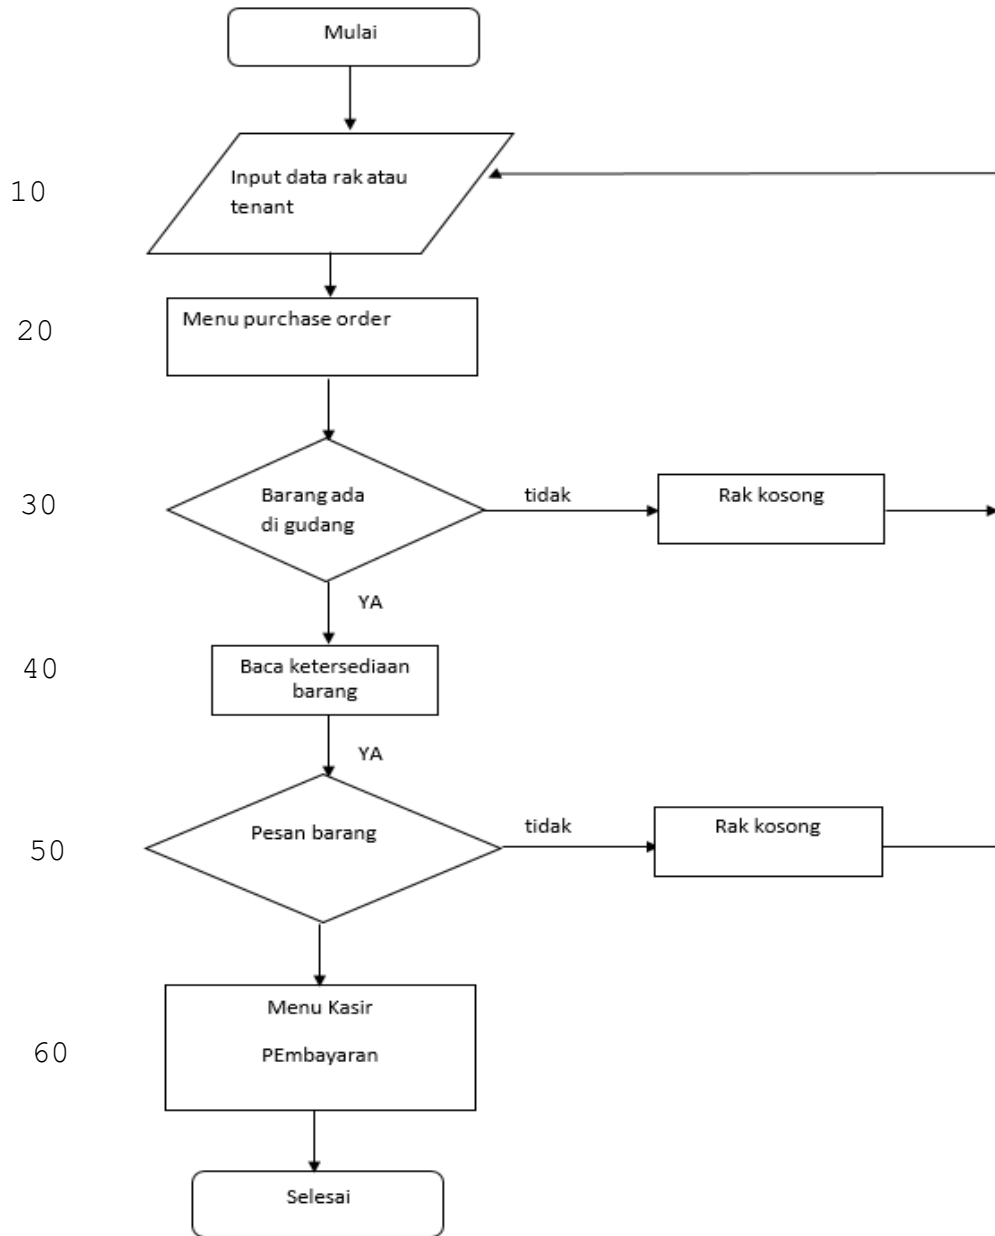 Mulai
10
Input data rak atau
tenant
20
Menu purchase order
30
Barang ada
di gudang
tidak
Rak kosong
YA
40
Baca ketersediaan
barang
YA
50
Pesan barang
tidak
Rak kosong
60
Menu Kasir
PEmbayaran
Selesai